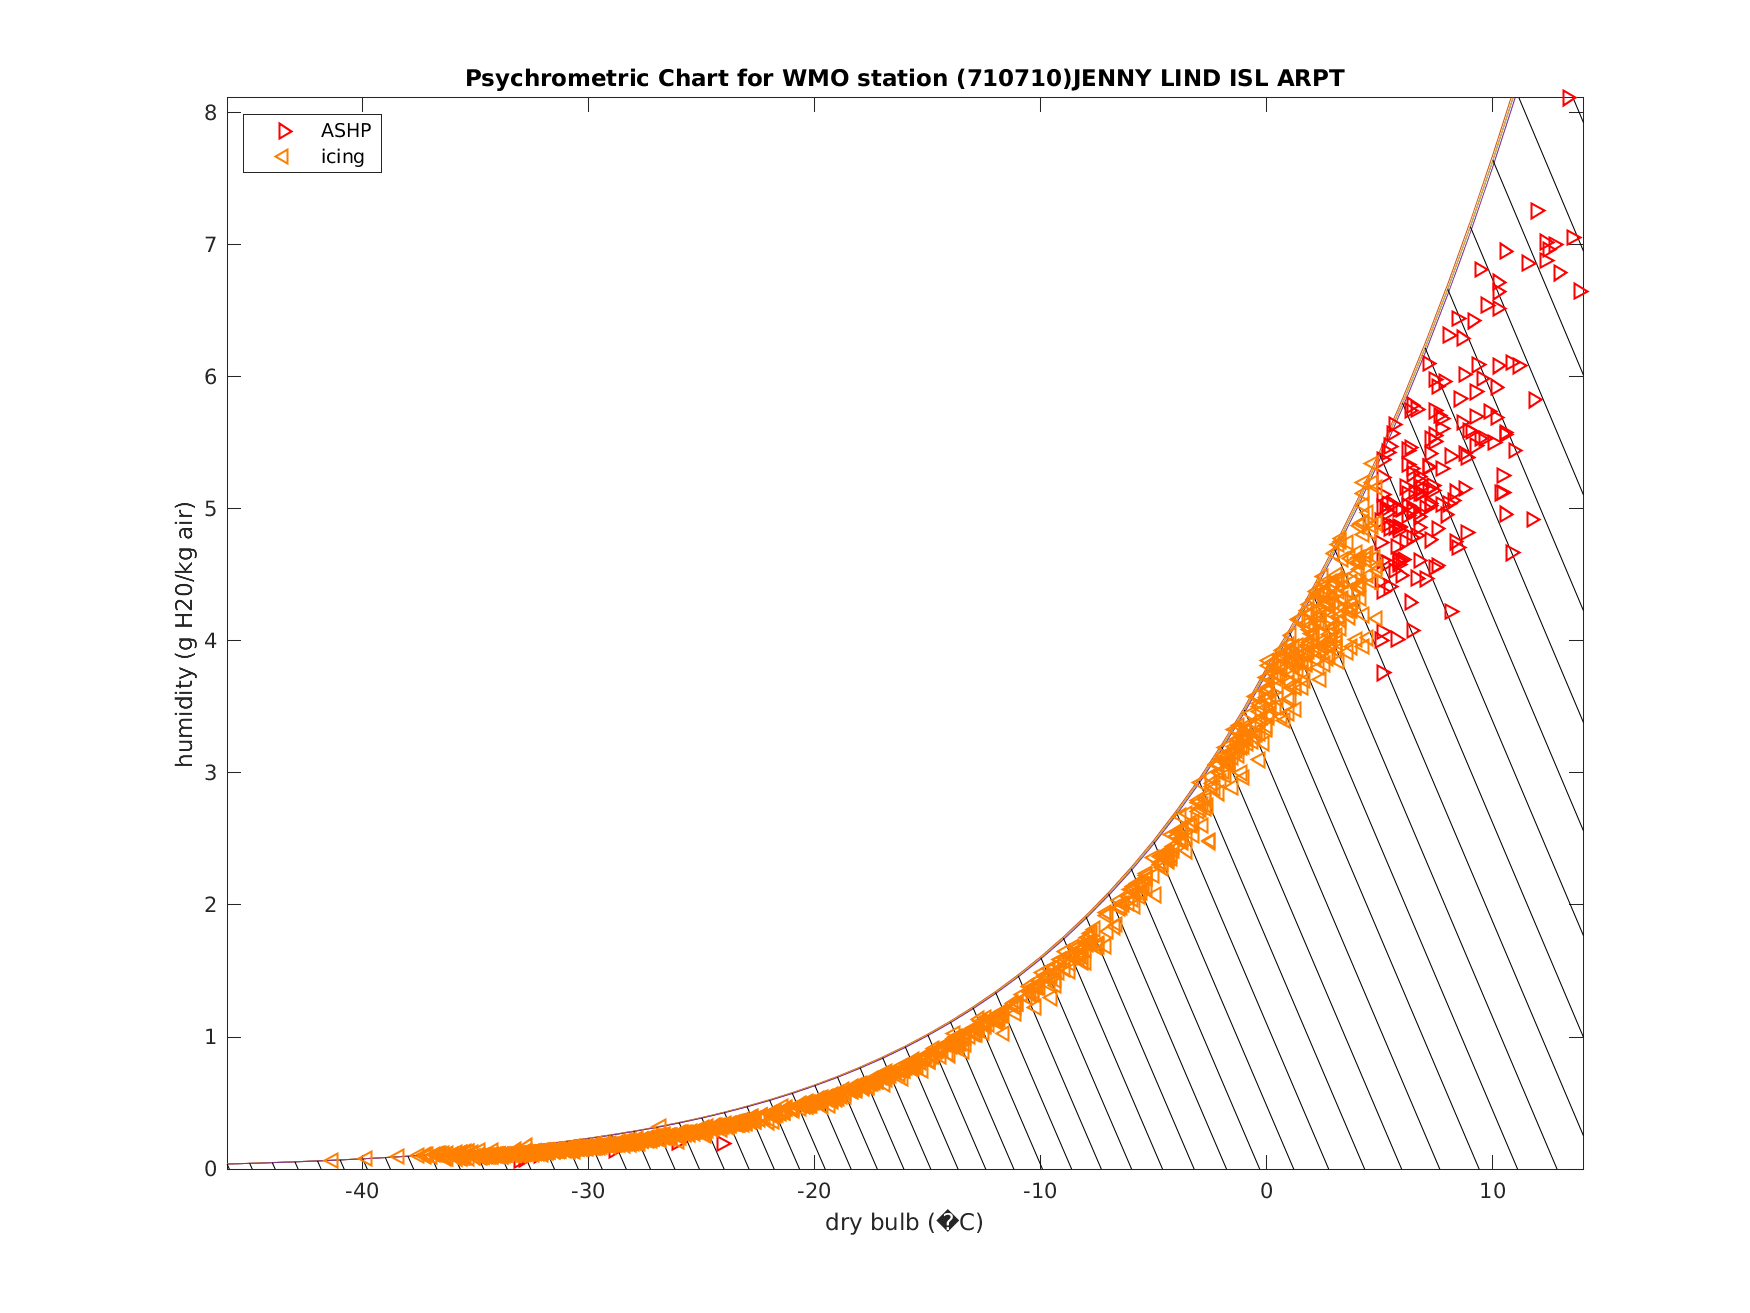 Psychrometric Chart for WMO station (710710)JENNY LIND ISL ARPT
ASHP
icing
8
7
6
5
4
3
2
1
0
humidity (g H20/kg air)
-40 -30 -20 -10 0 10
dry bulb (�C)